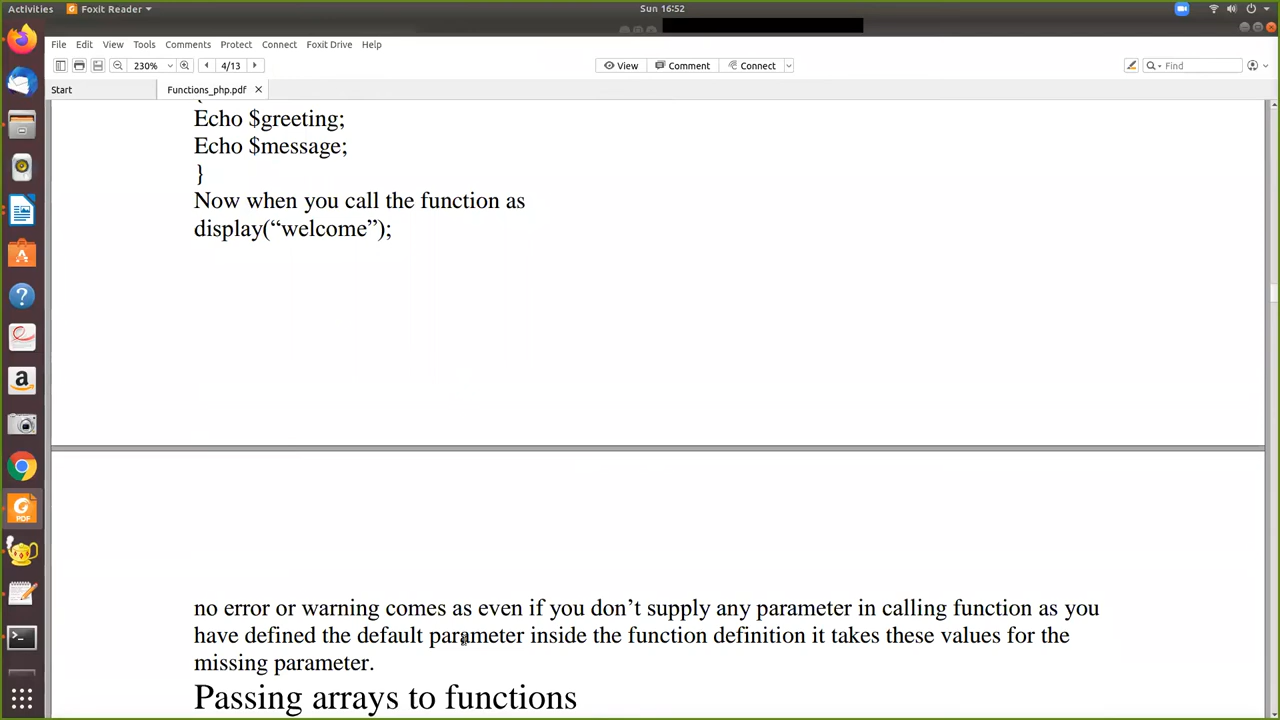 Activities
Foxit Reader
Sun 16:52
File Edit View Tools Comments Protect Connect Foxit Drive Help
230%
4/13
View
Comment
Connect
Find
Start
Functions_php.pdf
{
Echo $greeting;
Echo $message;
}
Now when you call the function as
display(“welcome”);
no error or warning comes as even if you don’t supply any parameter in calling function as you
have defined the default parameter inside the function definition it takes these values for the
missing parameter.
Passing arrays to functions
PDF